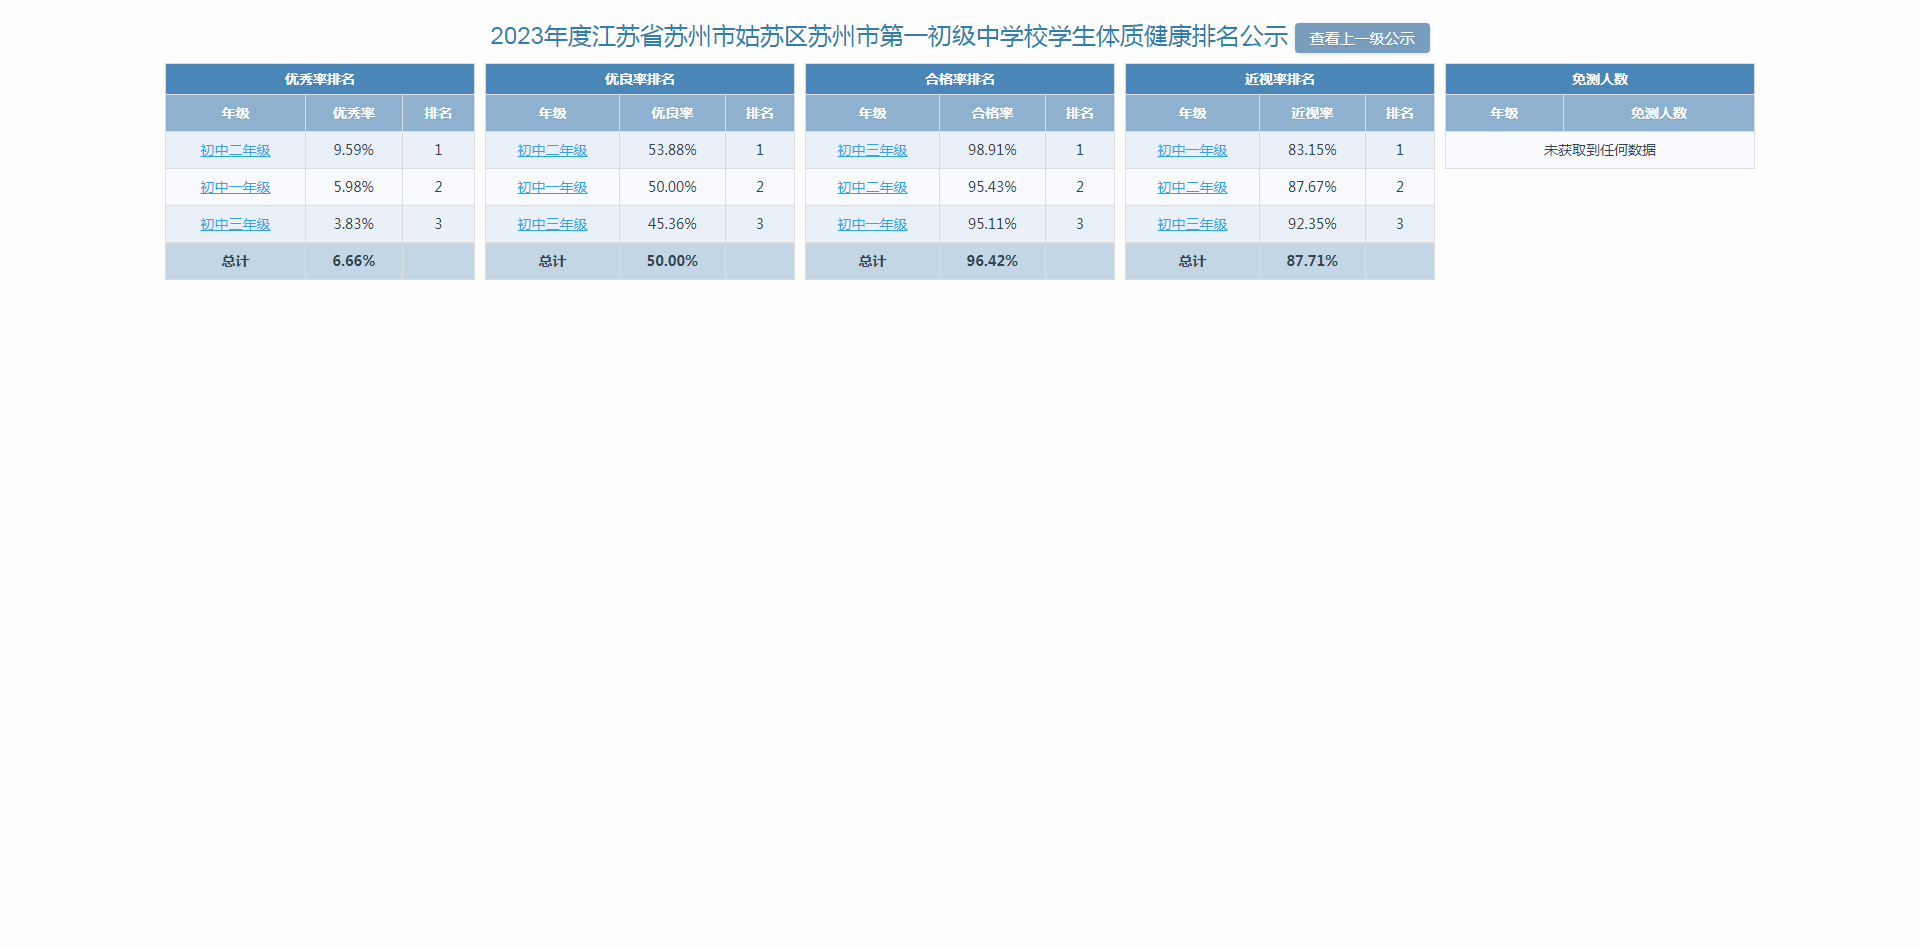 2023年度江苏省苏州市姑苏区苏州市第一初级中学校学生体质健康排名公示 查看上一级公示
优秀率排名
年级 优秀率 排名
初中二年级 9.59% 1
初中一年级 5.98% 2
初中三年级 3.83% 3
总计 6.66%
优良率排名
年级 优良率 排名
初中二年级 53.88% 1
初中一年级 50.00% 2
初中三年级 45.36% 3
总计 50.00%
合格率排名
年级 合格率 排名
初中三年级 98.91% 1
初中二年级 95.43% 2
初中一年级 95.11% 3
总计 96.42%
近视率排名
年级 近视率 排名
初中一年级 83.15% 1
初中二年级 87.67% 2
初中三年级 92.35% 3
总计 87.71%
免测人数
年级 免测人数
未获取到任何数据